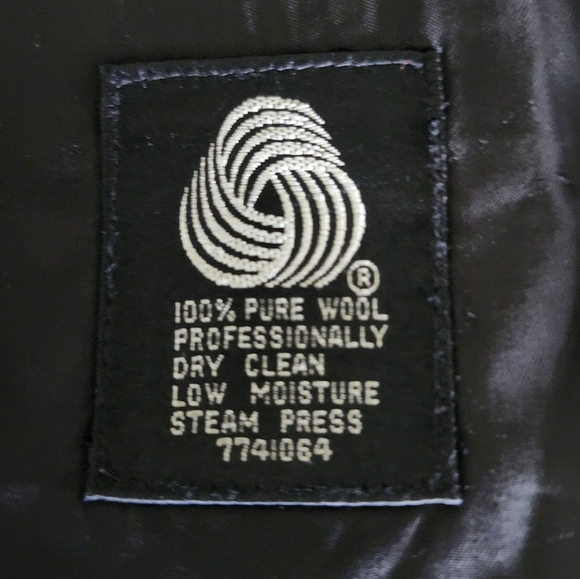 ®
100% PURE WOOL
PROFESSIONALLY
DRY CLEAN
LOW MOISTURE
STEAM PRESS
7741064